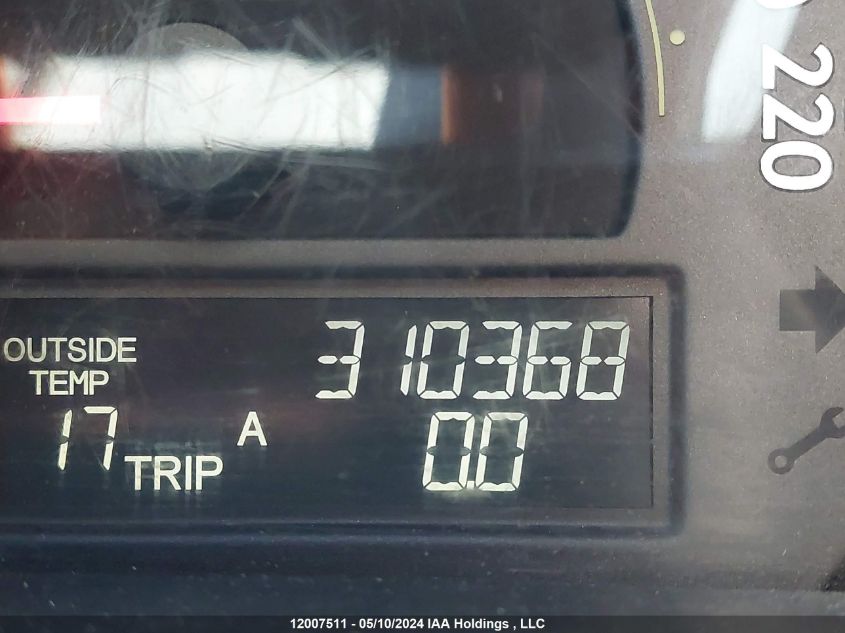 220
OUTSIDE
TEMP
310368
17
TRIP
A
0.0
12007511 - 05/10/2024 IAA Holdings , LLC